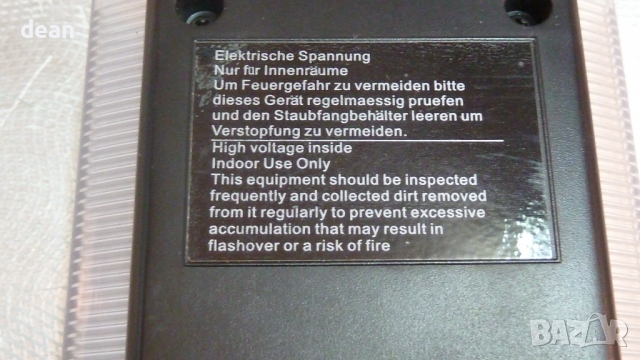 dean
Elektrische Spannung
Nur für Innenräume
Um Feuergefahr zu vermeiden bitte
dieses Gerät regelmaessig pruefen
und den Staubfangbehälter leeren um
Verstopfung zu vermeiden.
High voltage inside
Indoor Use Only
This equipment should be inspected
frequently and collected dirt removed
from it regularly to prevent excessive
accumulation that may result in
flashover or a risk of fire
BAZAR